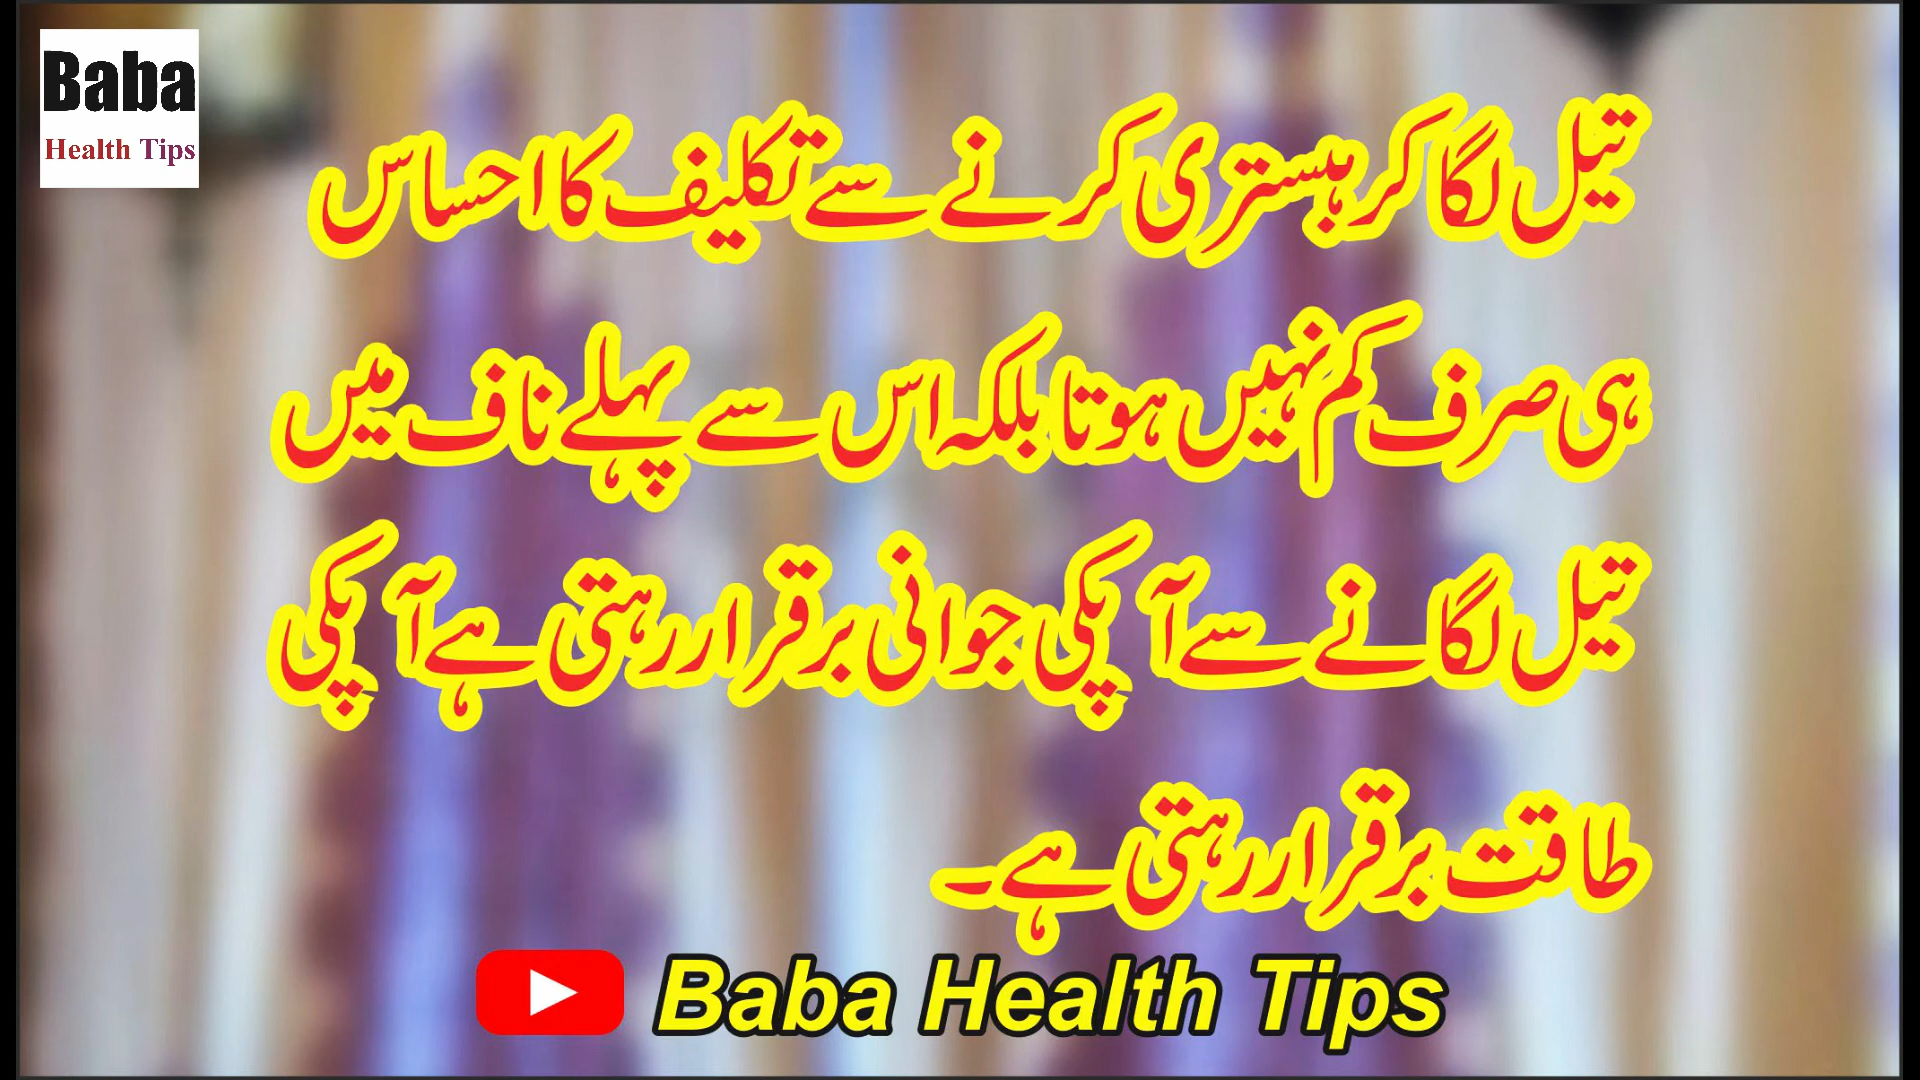 Baba
Health Tips
تیل لگا کر ہمبستری کرنے سے تکلیف کا احساس
ہی صرف کم نہیں ہوتا بلکہ اس سے پہلے ناف میں
تیل لگانے سے آپکی جوانی برقرار رہتی ہے آپکی
طاقت برقرار رہتی ہے۔
Baba Health Tips